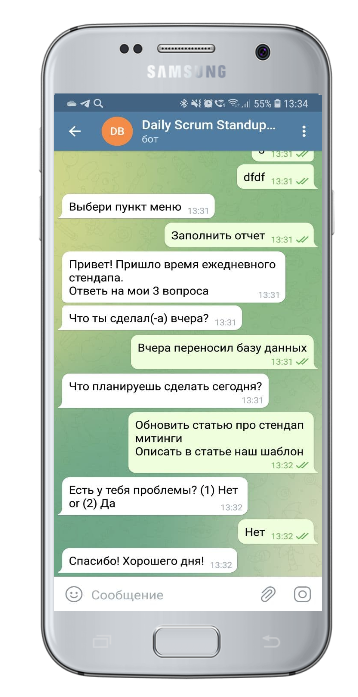 SAMSUNG
55% 13:34
DB
Daily Scrum Standup...
бот
13:31
dfdf 13:31
Выбери пункт меню 13:31
Заполнить отчет 13:31
Привет! Пришло время ежедневного
стендапа.
Ответь на мои 3 вопроса
13:31
Что ты сделал(-а) вчера? 13:31
Вчера переносил базу данных
13:31
Что планируешь сделать сегодня?
13:31
Обновить статью про стендап
митинги
Описать в статье наш шаблон
13:32
Есть у тебя проблемы? (1) Нет
or (2) Да
13:32
Нет 13:32
Спасибо! Хорошего дня! 13:32
Сообщение